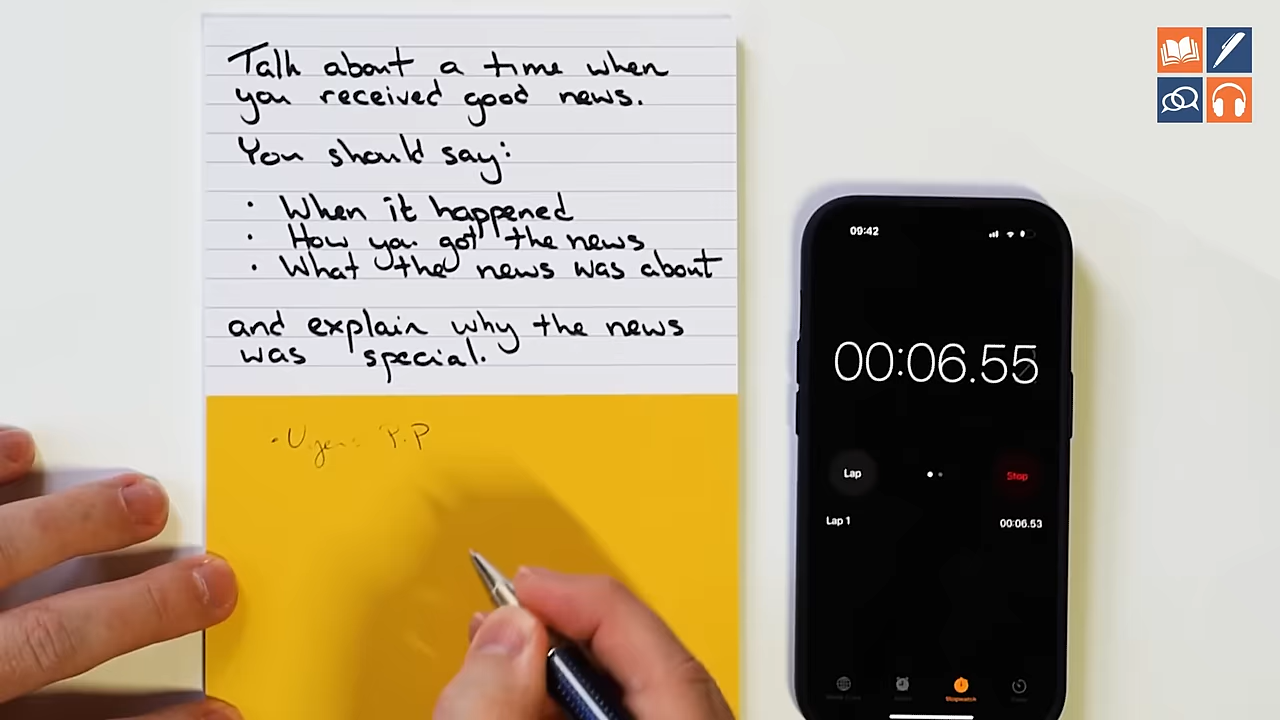 Talk about a time when
you received good news.
You should say:
· When it happened
· How you got the news
· What the news was about
and explain why the news
was special.
P.P
09:42
00:06.55
Lap
Stop
Lap 1
00:06.53
Stopwatch